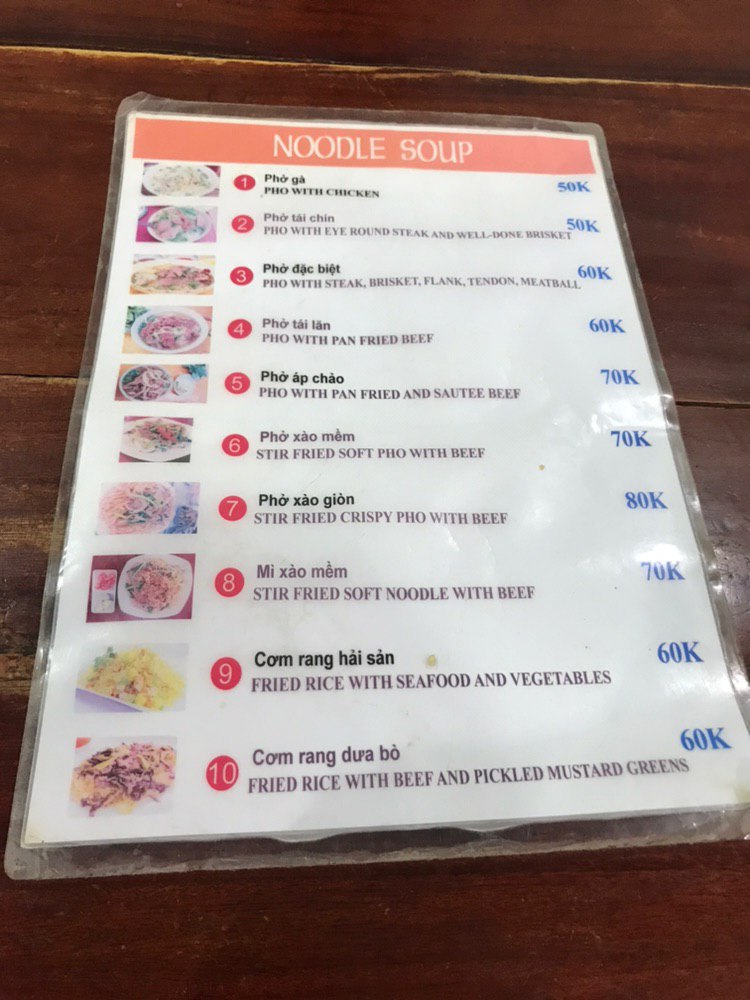 NOODLE SOUP
1 Phở gà 50K
PHO WITH CHICKEN
2 Phở tái chín 50K
PHO WITH EYE ROUND STEAK AND WELL-DONE BRISKET
3 Phở đặc biệt 60K
PHO WITH STEAK, BRISKET, FLANK, TENDON, MEATBALL
4 Phở tái lăn 60K
PHO WITH PAN FRIED BEEF
5 Phở áp chảo 70K
PHO WITH PAN FRIED AND SAUTEE BEEF
6 Phở xào mềm 70K
STIR FRIED SOFT PHO WITH BEEF
7 Phở xào giòn 80K
STIR FRIED CRISPY PHO WITH BEEF
8 Mì xào mềm 70K
STIR FRIED SOFT NOODLE WITH BEEF
9 Cơm rang hải sản 60K
FRIED RICE WITH SEAFOOD AND VEGETABLES
10 Cơm rang dưa bò 60K
FRIED RICE WITH BEEF AND PICKLED MUSTARD GREENS